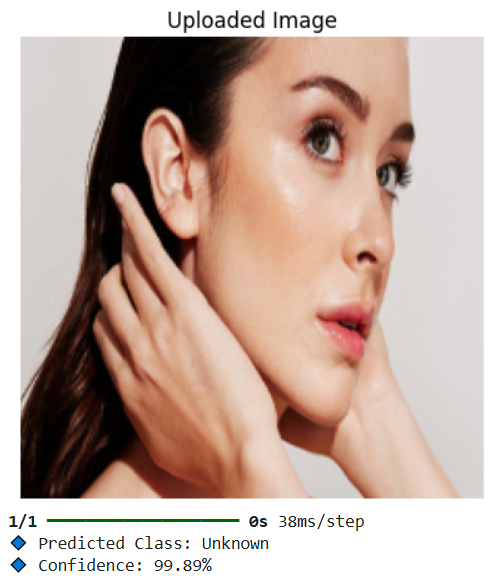 Uploaded Image
1/1 ━━━━━━━━━━━━━━━━━━━━ 0s 38ms/step
🔹 Predicted Class: Unknown
🔹 Confidence: 99.89%